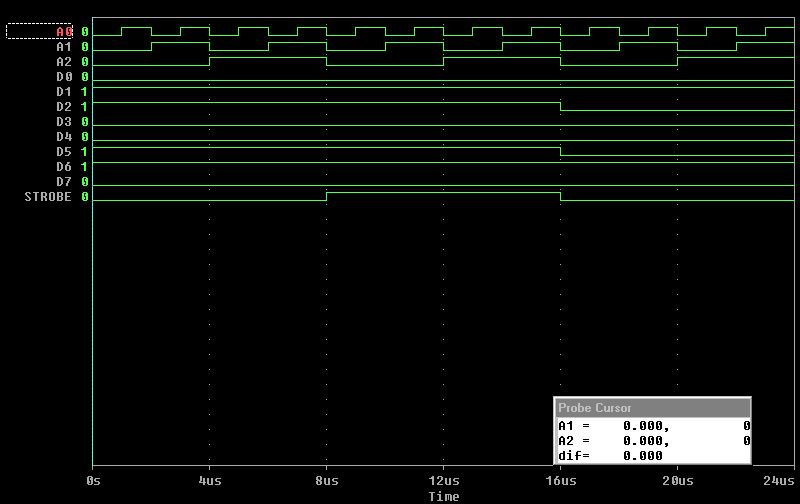 A0 0
A1 0
A2 0
D0 0
D1 1
D2 1
D3 0
D4 0
D5 1
D6 1
D7 0
STROBE 0
Probe Cursor
A1 = 0.000, 0
A2 = 0.000, 0
dif= 0.000
0s 4us 8us 12us 16us 20us 24us
Time